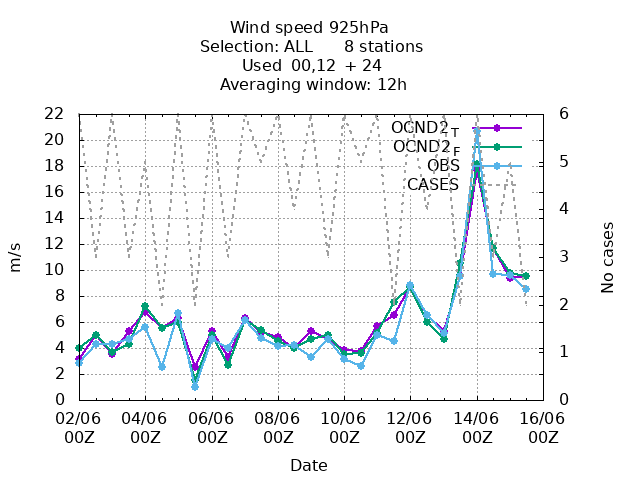 Wind speed 925hPa
Selection: ALL 8 stations
Used 00,12 + 24
Averaging window: 12h
m/s
22
20
18
16
14
12
10
8
6
4
2
0
OCND2_T
OCND2_F
OBS
CASES
6
5
4
3
2
1
0
No cases
02/06 04/06 06/06 08/06 10/06 12/06 14/06 16/06
00Z 00Z 00Z 00Z 00Z 00Z 00Z 00Z
Date